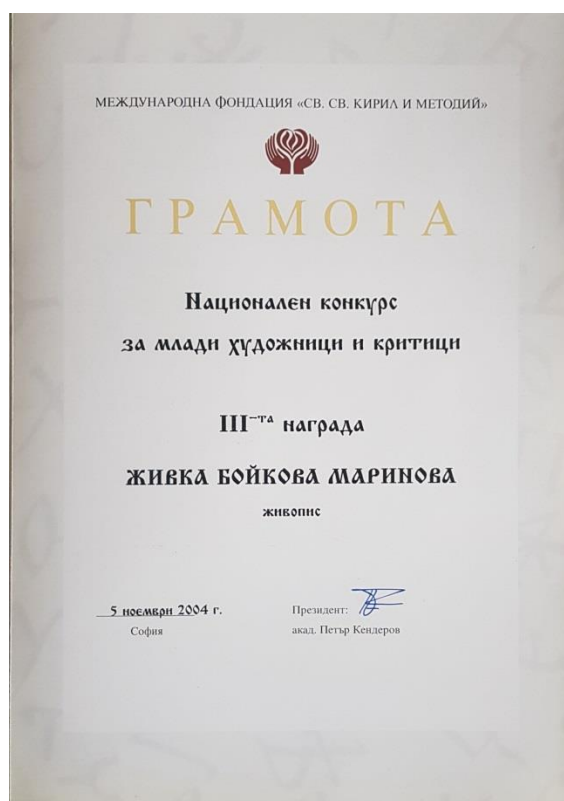 МЕЖДУНАРОДНА ФОНДАЦИЯ «СВ. СВ. КИРИЛ И МЕТОДИЙ»
ГРАМОТА
Национален конкурс
за млади художници и критици
III-та награда
ЖИВКА БОЙКОВА МАРИНОВА
живопис
5 ноември 2004 г.
София
Президент:
акад. Петър Кендеров